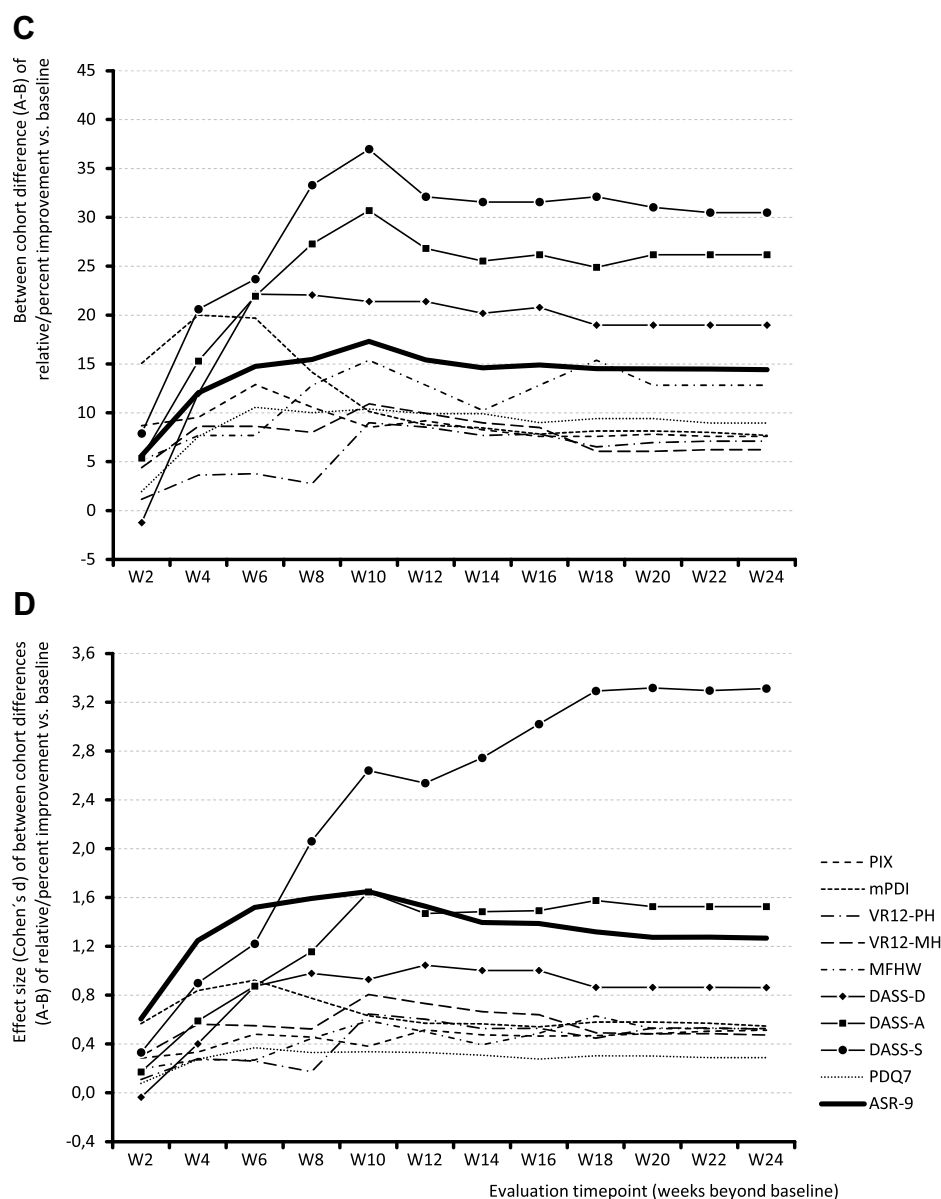 C
Between cohort difference (A-B) of
relative/percent improvement vs. baseline
45
40
35
30
25
20
15
10
5
0
-5
W2 W4 W6 W8 W10 W12 W14 W16 W18 W20 W22 W24
D
Effect size (Cohen´s d) of between cohort differences
(A-B) of relative/percent improvement vs. baseline
3,6
3,2
2,8
2,4
2,0
1,6
1,2
0,8
0,4
0,0
-0,4
W2 W4 W6 W8 W10 W12 W14 W16 W18 W20 W22 W24
Evaluation timepoint (weeks beyond baseline)
PIX
mPDI
VR12-PH
VR12-MH
MFHW
DASS-D
DASS-A
DASS-S
PDQ7
ASR-9